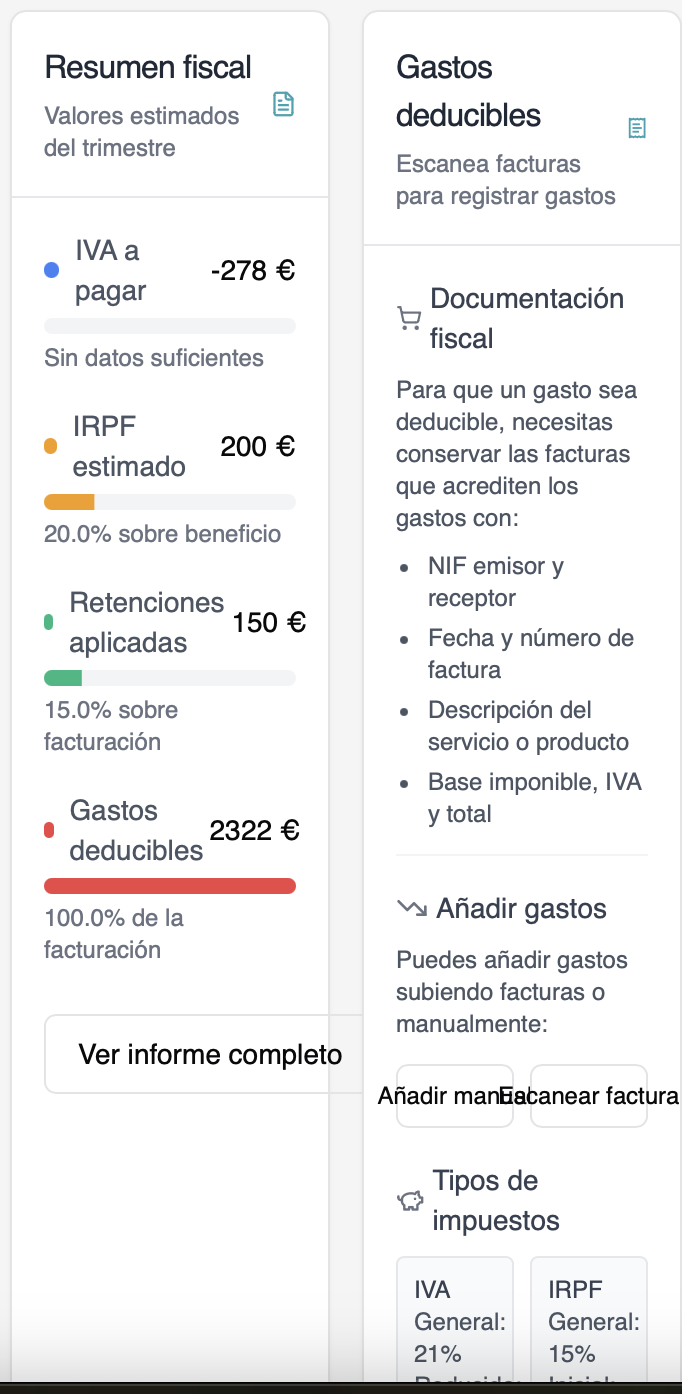 Resumen fiscal
Valores estimados
del trimestre
IVA a
pagar
-278 €
Sin datos suficientes
IRPF
estimado
200 €
20.0% sobre beneficio
Retenciones
aplicadas
150 €
15.0% sobre
facturación
Gastos
deducibles
2322 €
100.0% de la
facturación
Ver informe completo
Gastos
deducibles
Escanea facturas
para registrar gastos
Documentación
fiscal
Para que un gasto sea
deducible, necesitas
conservar las facturas
que acrediten los
gastos con:
• NIF emisor y
receptor
• Fecha y número de
factura
• Descripción del
servicio o producto
• Base imponible, IVA
y total
Añadir gastos
Puedes añadir gastos
subiendo facturas o
manualmente:
Añadir manual
Escanear factura
Tipos de
impuestos
IVA
General:
21%
IRPF
General:
15%